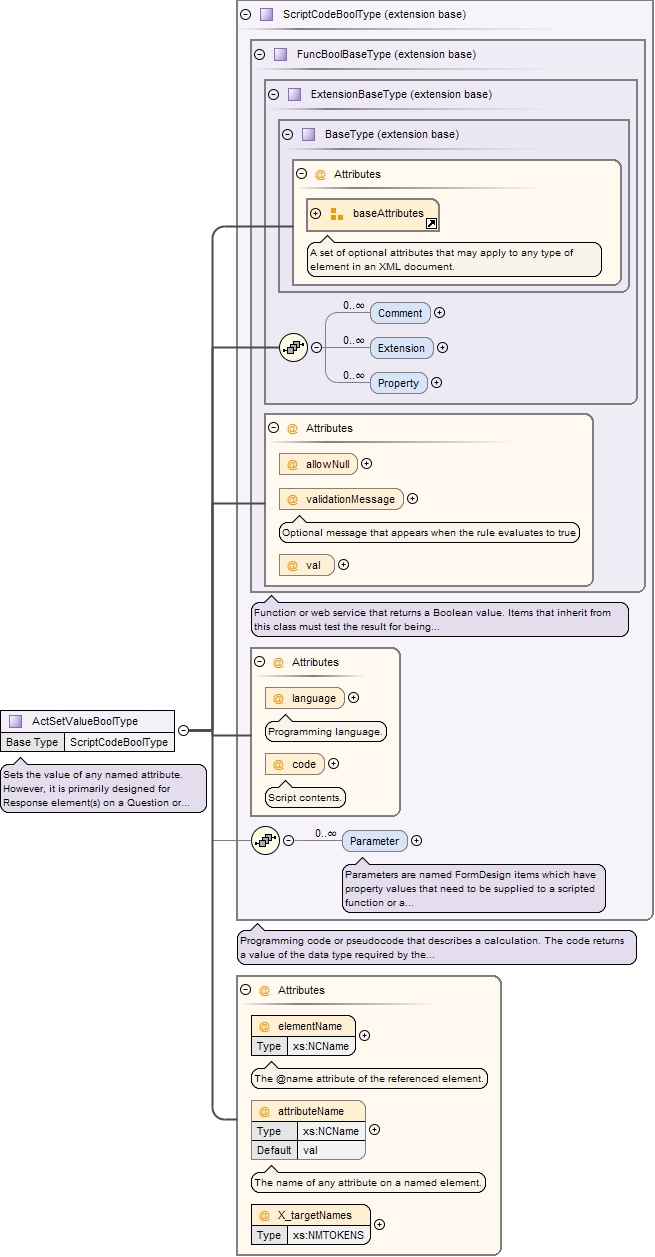 ScriptCodeBoolType (extension base)
FuncBoolBaseType (extension base)
ExtensionBaseType (extension base)
BaseType (extension base)
@ Attributes
baseAttributes
A set of optional attributes that may apply to any type of
element in an XML document.
0..∞ Comment
0..∞ Extension
0..∞ Property
@ Attributes
@ allowNull
@ validationMessage
Optional message that appears when the rule evaluates to true
@ val
Function or web service that returns a Boolean value. Items that inherit from
this class must test the result for being...
@ Attributes
@ language
Programming language.
@ code
Script contents.
ActSetValueBoolType
Base Type ScriptCodeBoolType
Sets the value of any named attribute.
However, it is primarily designed for
Response element(s) on a Question or...
0..∞ Parameter
Parameters are named FormDesign items which have
property values that need to be supplied to a scripted
function or a...
Programming code or pseudocode that describes a calculation. The code returns
a value of the data type required by the...
@ Attributes
@ elementName
Type xs:NCName
The @name attribute of the referenced element.
@ attributeName
Type xs:NCName
Default val
The name of any attribute on a named element.
@ X_targetNames
Type xs:NMTOKENS